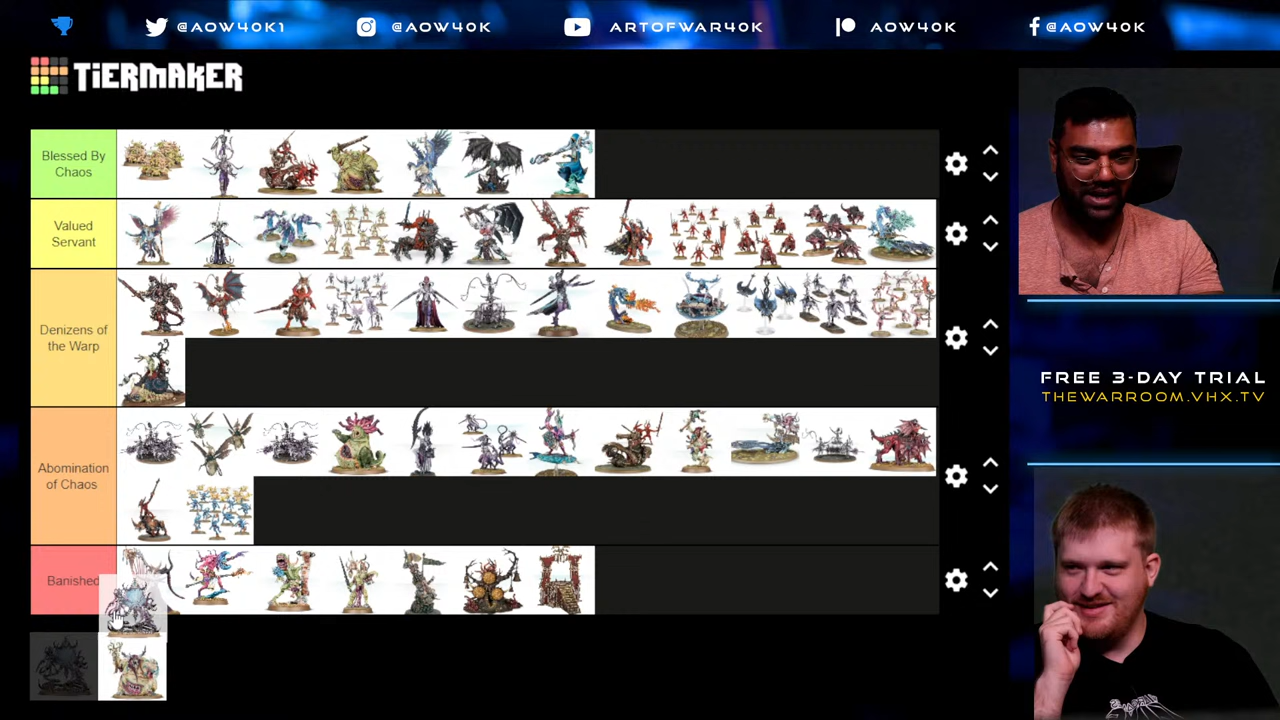 @AOW40K1
@AOW40K
ARTOFWAR40K
AOW40K
@AOW40K
TIERMAKER
Blessed By
Chaos
Valued
Servant
Denizens of
the Warp
Abomination
of Chaos
Banished
FREE 3-DAY TRIAL
THEWARROOM.VHX.TV